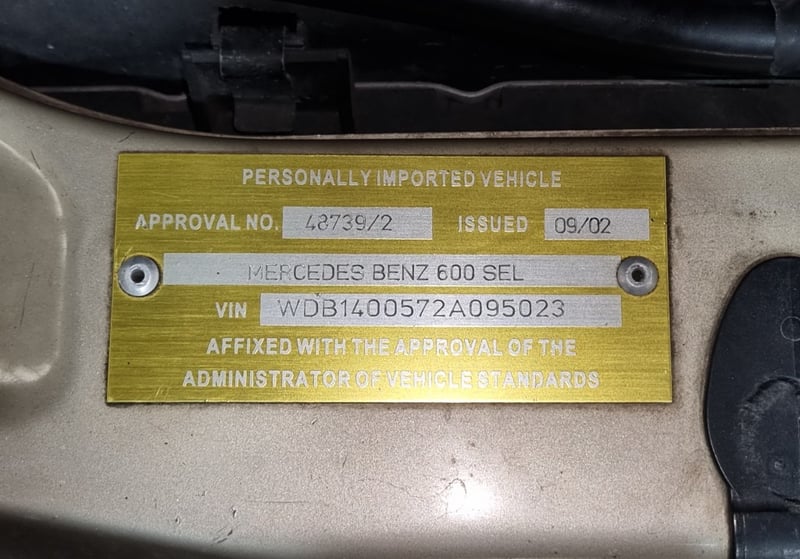 PERSONALLY IMPORTED VEHICLE
APPROVAL NO. 48739/2 ISSUED 09/02
MERCEDES BENZ 600 SEL
VIN WDB1400572A095023
AFFIXED WITH THE APPROVAL OF THE
ADMINISTRATOR OF VEHICLE STANDARDS